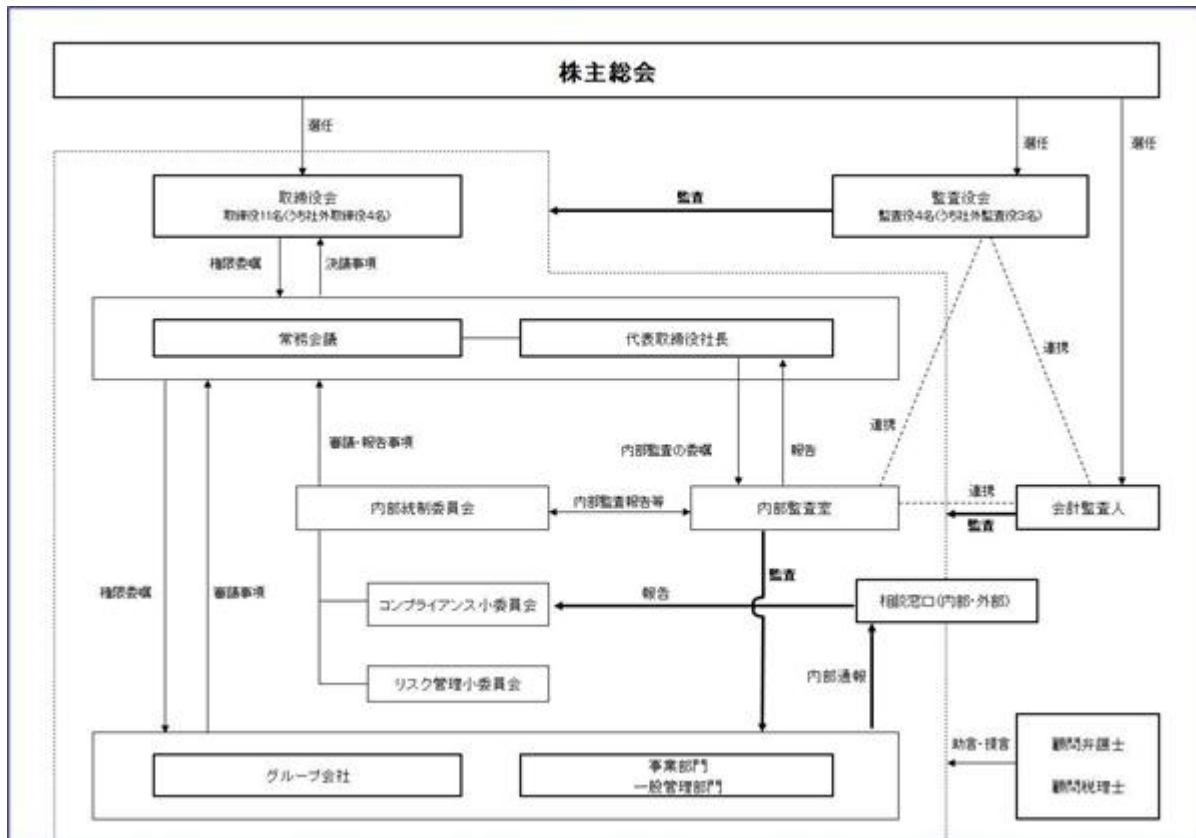 株主総会
選任
選任
選任
取締役会
取締役11名(うち社外取締役4名)
監査
監査役会
監査役4名(うち社外監査役3名)
権限委嘱
決議事項
常務会議
代表取締役社長
連携
連携
審議・報告事項
内部監査の委嘱
報告
内部統制委員会
内部監査報告等
内部監査室
連携
会計監査人
監査
権限委嘱
審議事項
監査
コンプライアンス小委員会
報告
相談窓口(内部・外部)
リスク管理小委員会
内部通報
グループ会社
事業部門
一般管理部門
助言・提言
顧問弁護士
顧問税理士